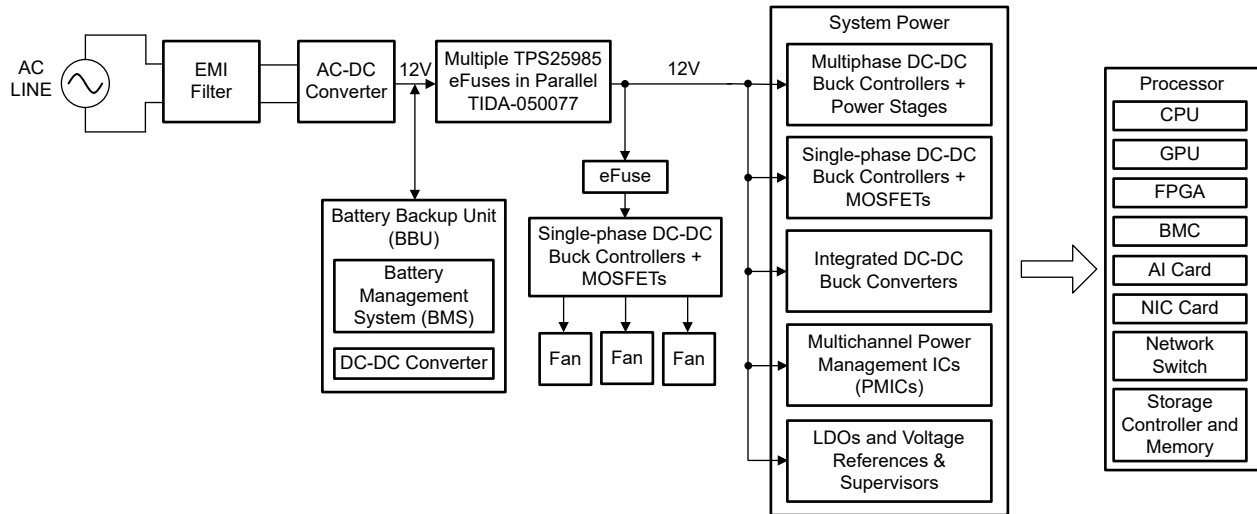 AC
LINE
EMI
Filter
AC-DC
Converter
12V
Multiple TPS25985
eFuses in Parallel
TIDA-050077
12V
eFuse
Single-phase DC-DC
Buck Controllers +
MOSFETs
Fan
Fan
Fan
Battery Backup Unit
(BBU)
Battery
Management
System (BMS)
DC-DC Converter
System Power
Multiphase DC-DC
Buck Controllers +
Power Stages
Single-phase DC-DC
Buck Controllers +
MOSFETs
Integrated DC-DC
Buck Converters
Multichannel Power
Management ICs
(PMICs)
LDOs and Voltage
References &
Supervisors
Processor
CPU
GPU
FPGA
BMC
AI Card
NIC Card
Network
Switch
Storage
Controller and
Memory